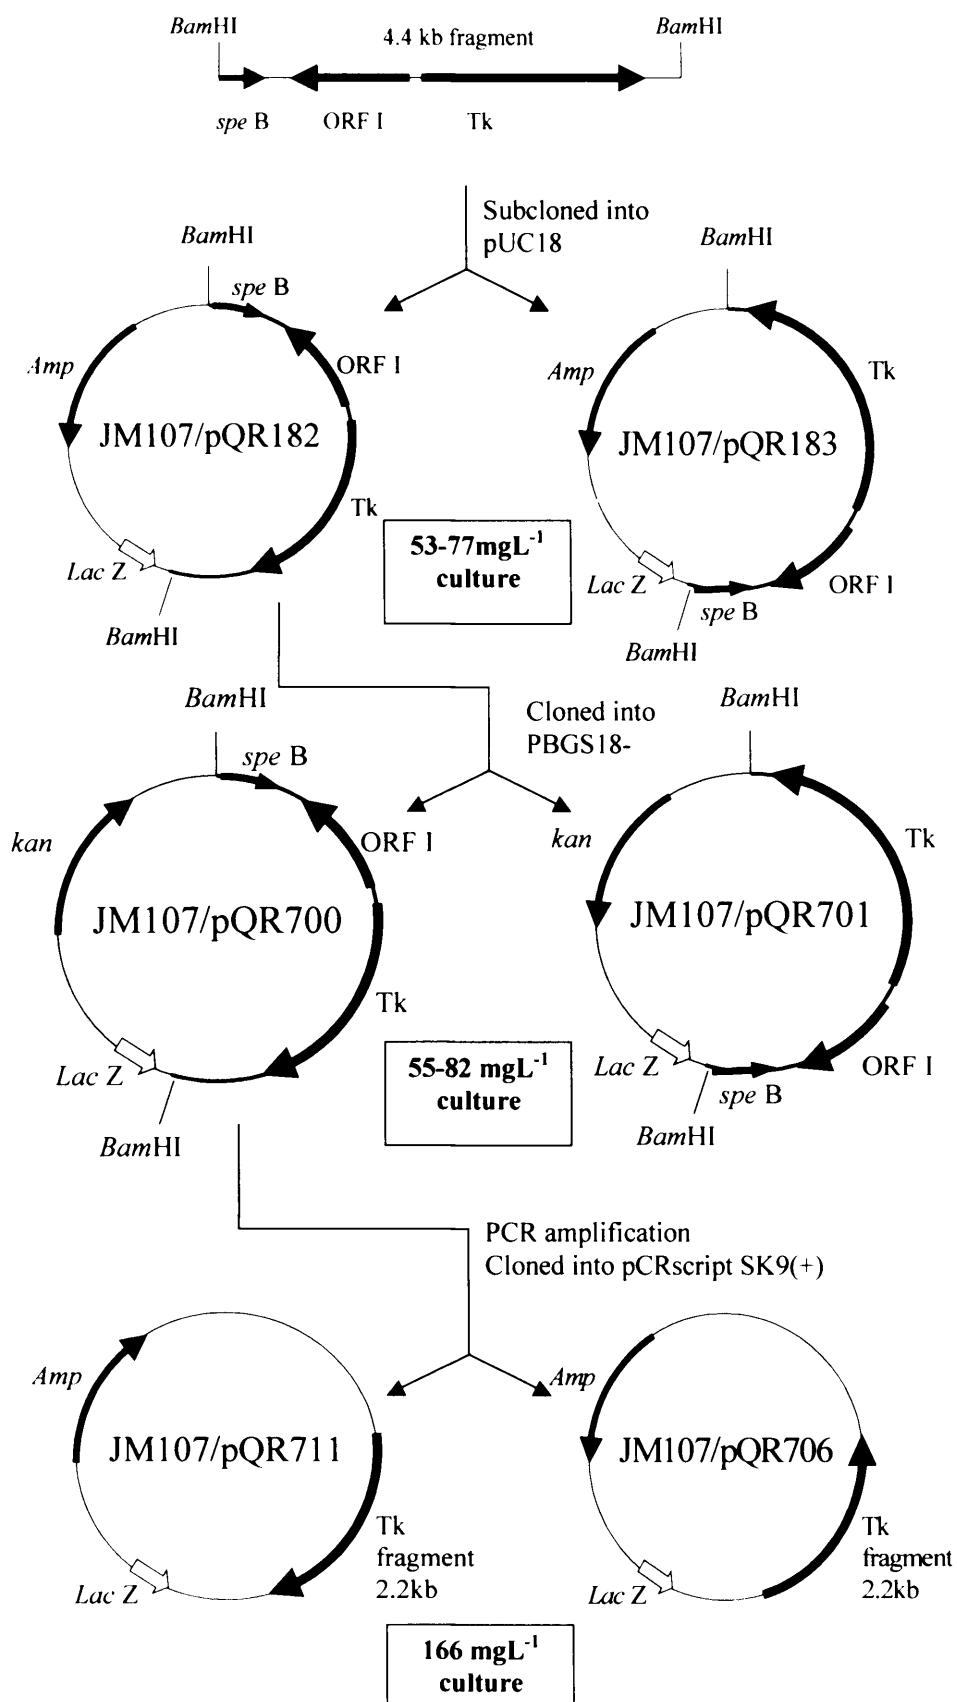 BamHI
4.4 kb fragment
BamHI
spe B
ORF I
Tk
Subcloned into
pUC18
BamHI
spe B
Amp
ORF I
JM107/pQR182
Tk
Lac Z
BamHI
BamHI
Amp
Tk
JM107/pQR183
Lac Z
ORF I
spe B
BamHI
53-77mgL-1
culture
Cloned into
PBGS18-
BamHI
spe B
kan
ORF I
JM107/pQR700
Tk
Lac Z
BamHI
BamHI
kan
Tk
JM107/pQR701
Lac Z
ORF I
spe B
BamHI
55-82 mgL-1
culture
PCR amplification
Cloned into pCRscript SK9(+)
Amp
JM107/pQR711
Tk
fragment
2.2kb
Lac Z
Amp
JM107/pQR706
Tk
fragment
2.2kb
Lac Z
166 mgL-1
culture